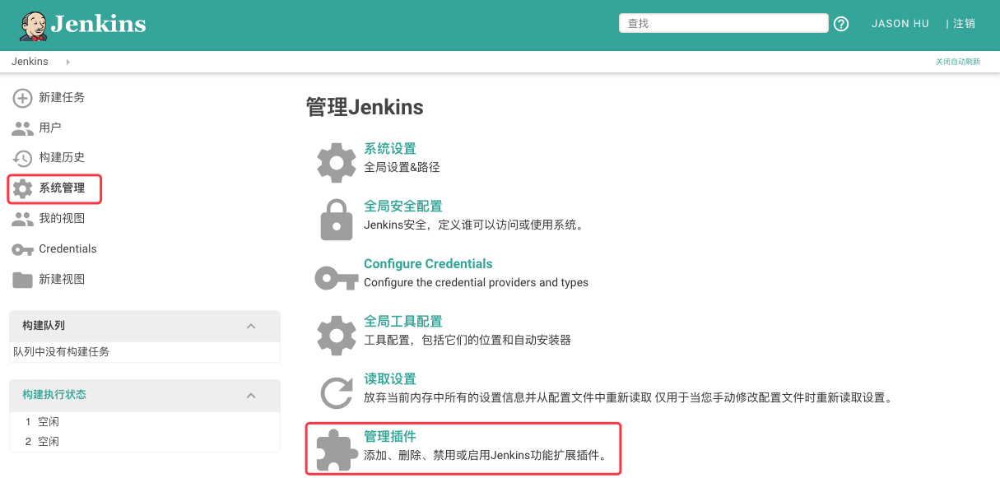 Jenkins
查找
JASON HU
| 注销
Jenkins
关闭自动刷新
新建任务
用户
构建历史
系统管理
我的视图
Credentials
新建视图
构建队列
队列中没有构建任务
构建执行状态
1 空闲
2 空闲
管理Jenkins
系统设置
全局设置&路径
全局安全配置
Jenkins安全，定义谁可以访问或使用系统。
Configure Credentials
Configure the credential providers and types
全局工具配置
工具配置，包括它们的位置和自动安装器
读取设置
放弃当前内存中所有的设置信息并从配置文件中重新读取 仅用于当您手动修改配置文件时重新读取设置。
管理插件
添加、删除、禁用或启用Jenkins功能扩展插件。